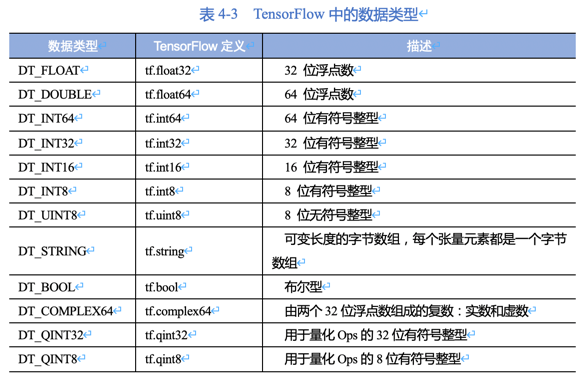 表 4-3 TensorFlow 中的数据类型↵
数据类型↵ TensorFlow 定义↵ 描述↵
DT_FLOAT↵ tf.float32↵ 32 位浮点数↵
DT_DOUBLE↵ tf.float64↵ 64 位浮点数↵
DT_INT64↵ tf.int64↵ 64 位有符号整型↵
DT_INT32↵ tf.int32↵ 32 位有符号整型↵
DT_INT16↵ tf.int16↵ 16 位有符号整型↵
DT_INT8↵ tf.int8↵ 8 位有符号整型↵
DT_UINT8↵ tf.uint8↵ 8 位无符号整型↵
DT_STRING↵ tf.string↵ 可变长度的字节数组，每个张量元素都是一个字节
数组↵
DT_BOOL↵ tf.bool↵ 布尔型↵
DT_COMPLEX64↵ tf.complex64↵ 由两个 32 位浮点数组成的复数：实数和虚数↵
DT_QINT32↵ tf.qint32↵ 用于量化 Ops 的 32 位有符号整型↵
DT_QINT8↵ tf.qint8↵ 用于量化 Ops 的 8 位有符号整型↵